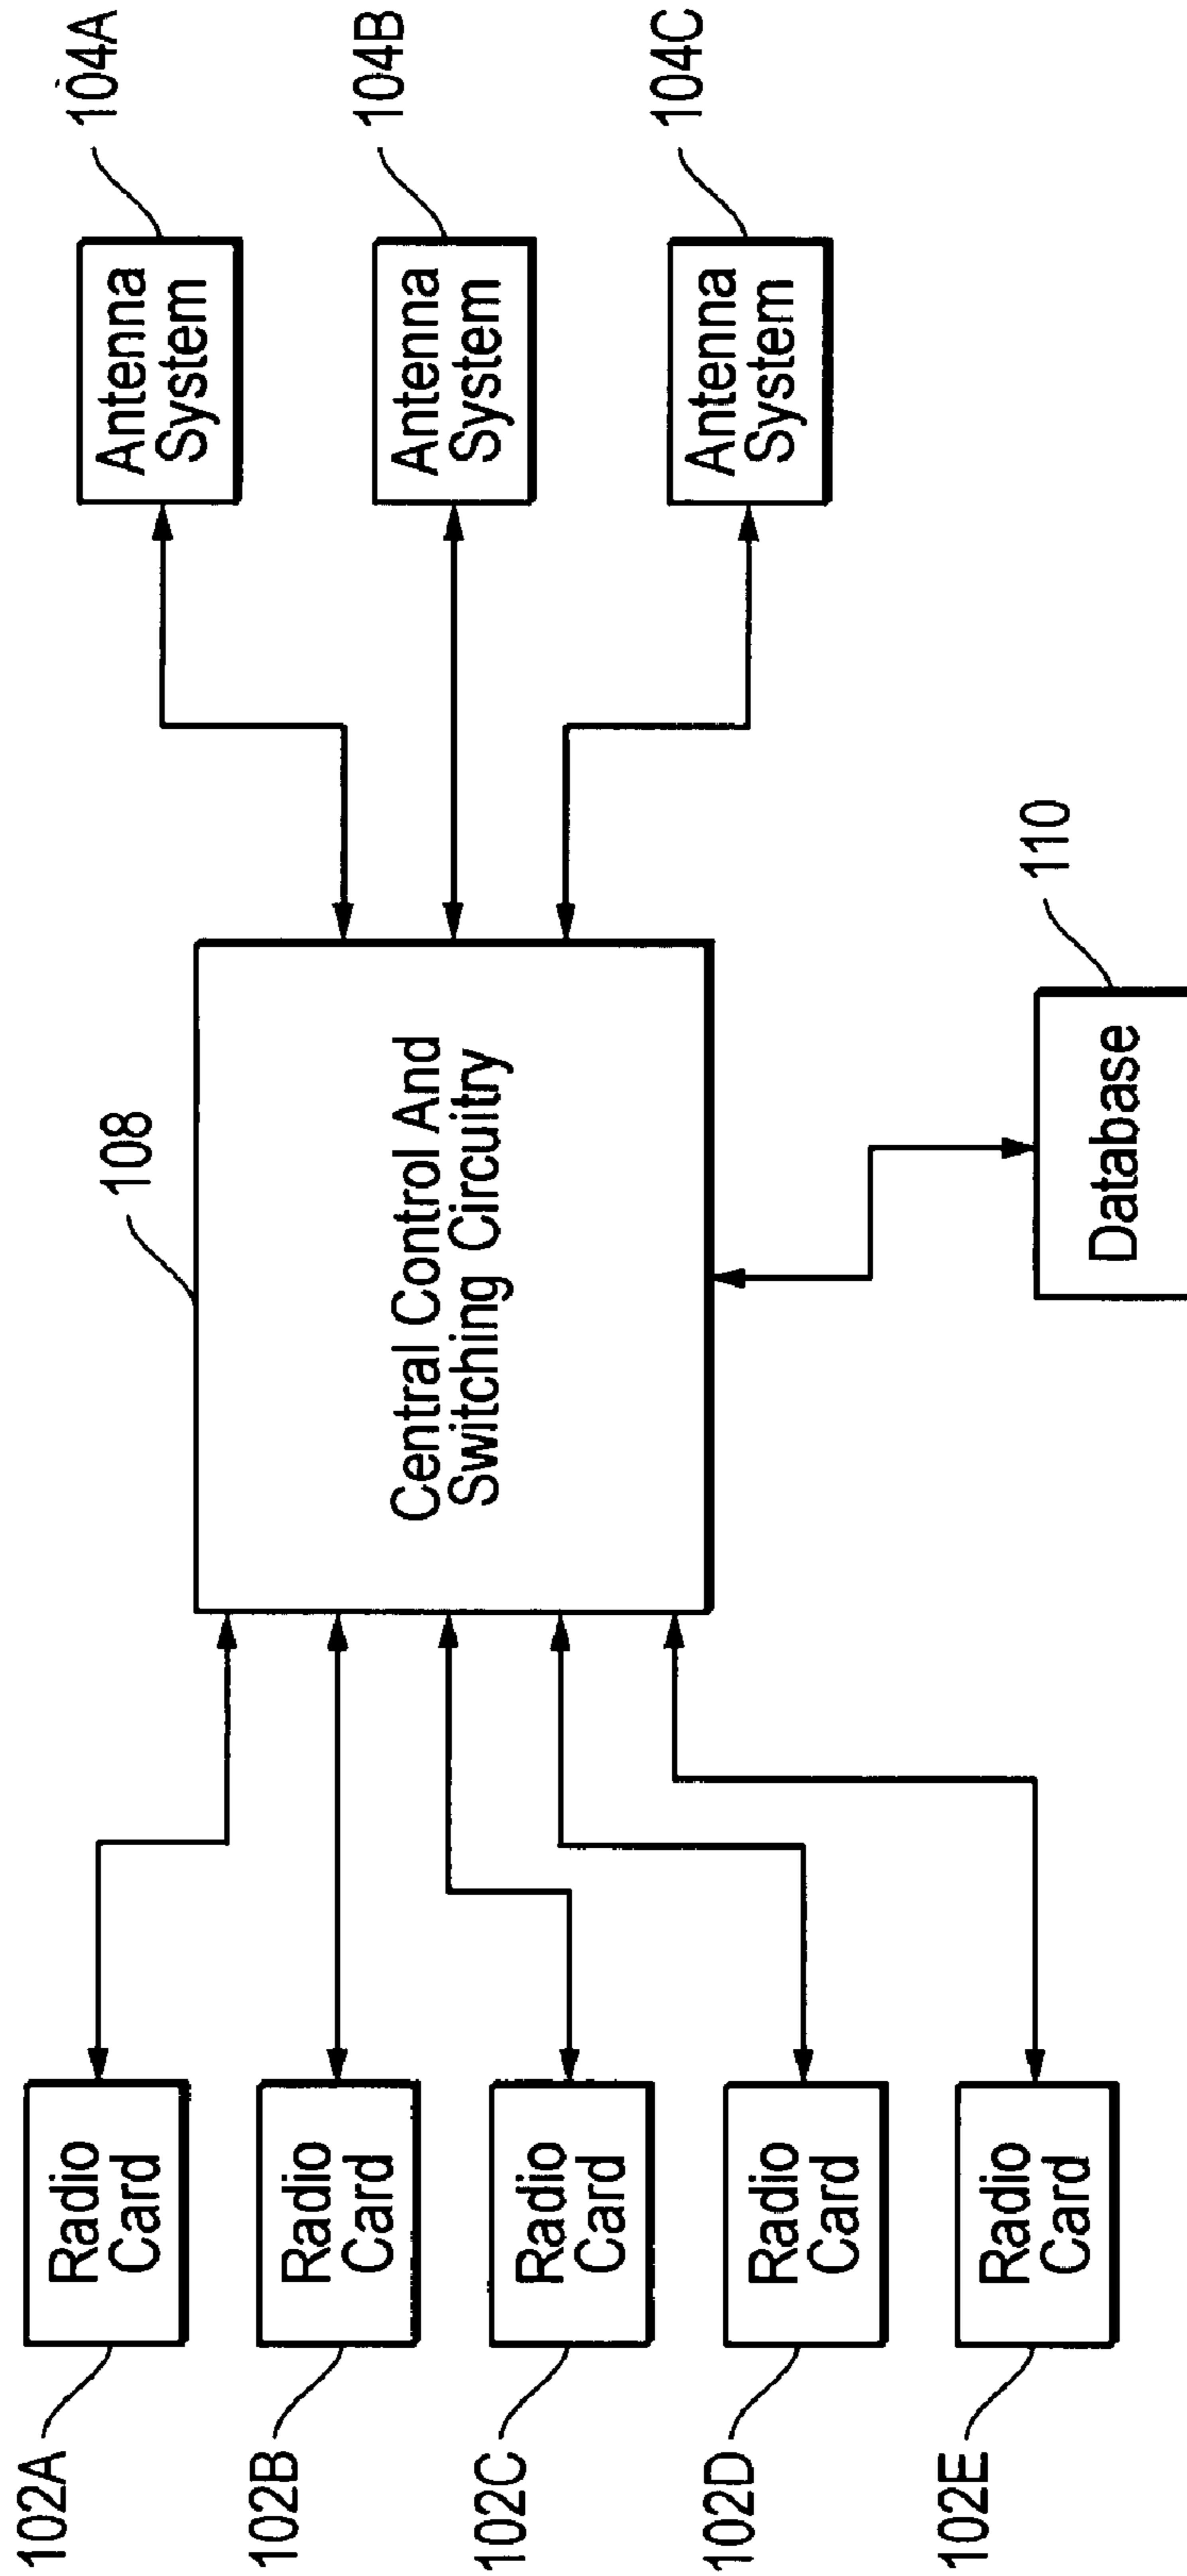 102A
Radio
Card
102B
Radio
Card
102C
Radio
Card
102D
Radio
Card
102E
Radio
Card
108
Central Control And
Switching Circuitry
110
Database
Antenna
System
104A
Antenna
System
104B
Antenna
System
104C